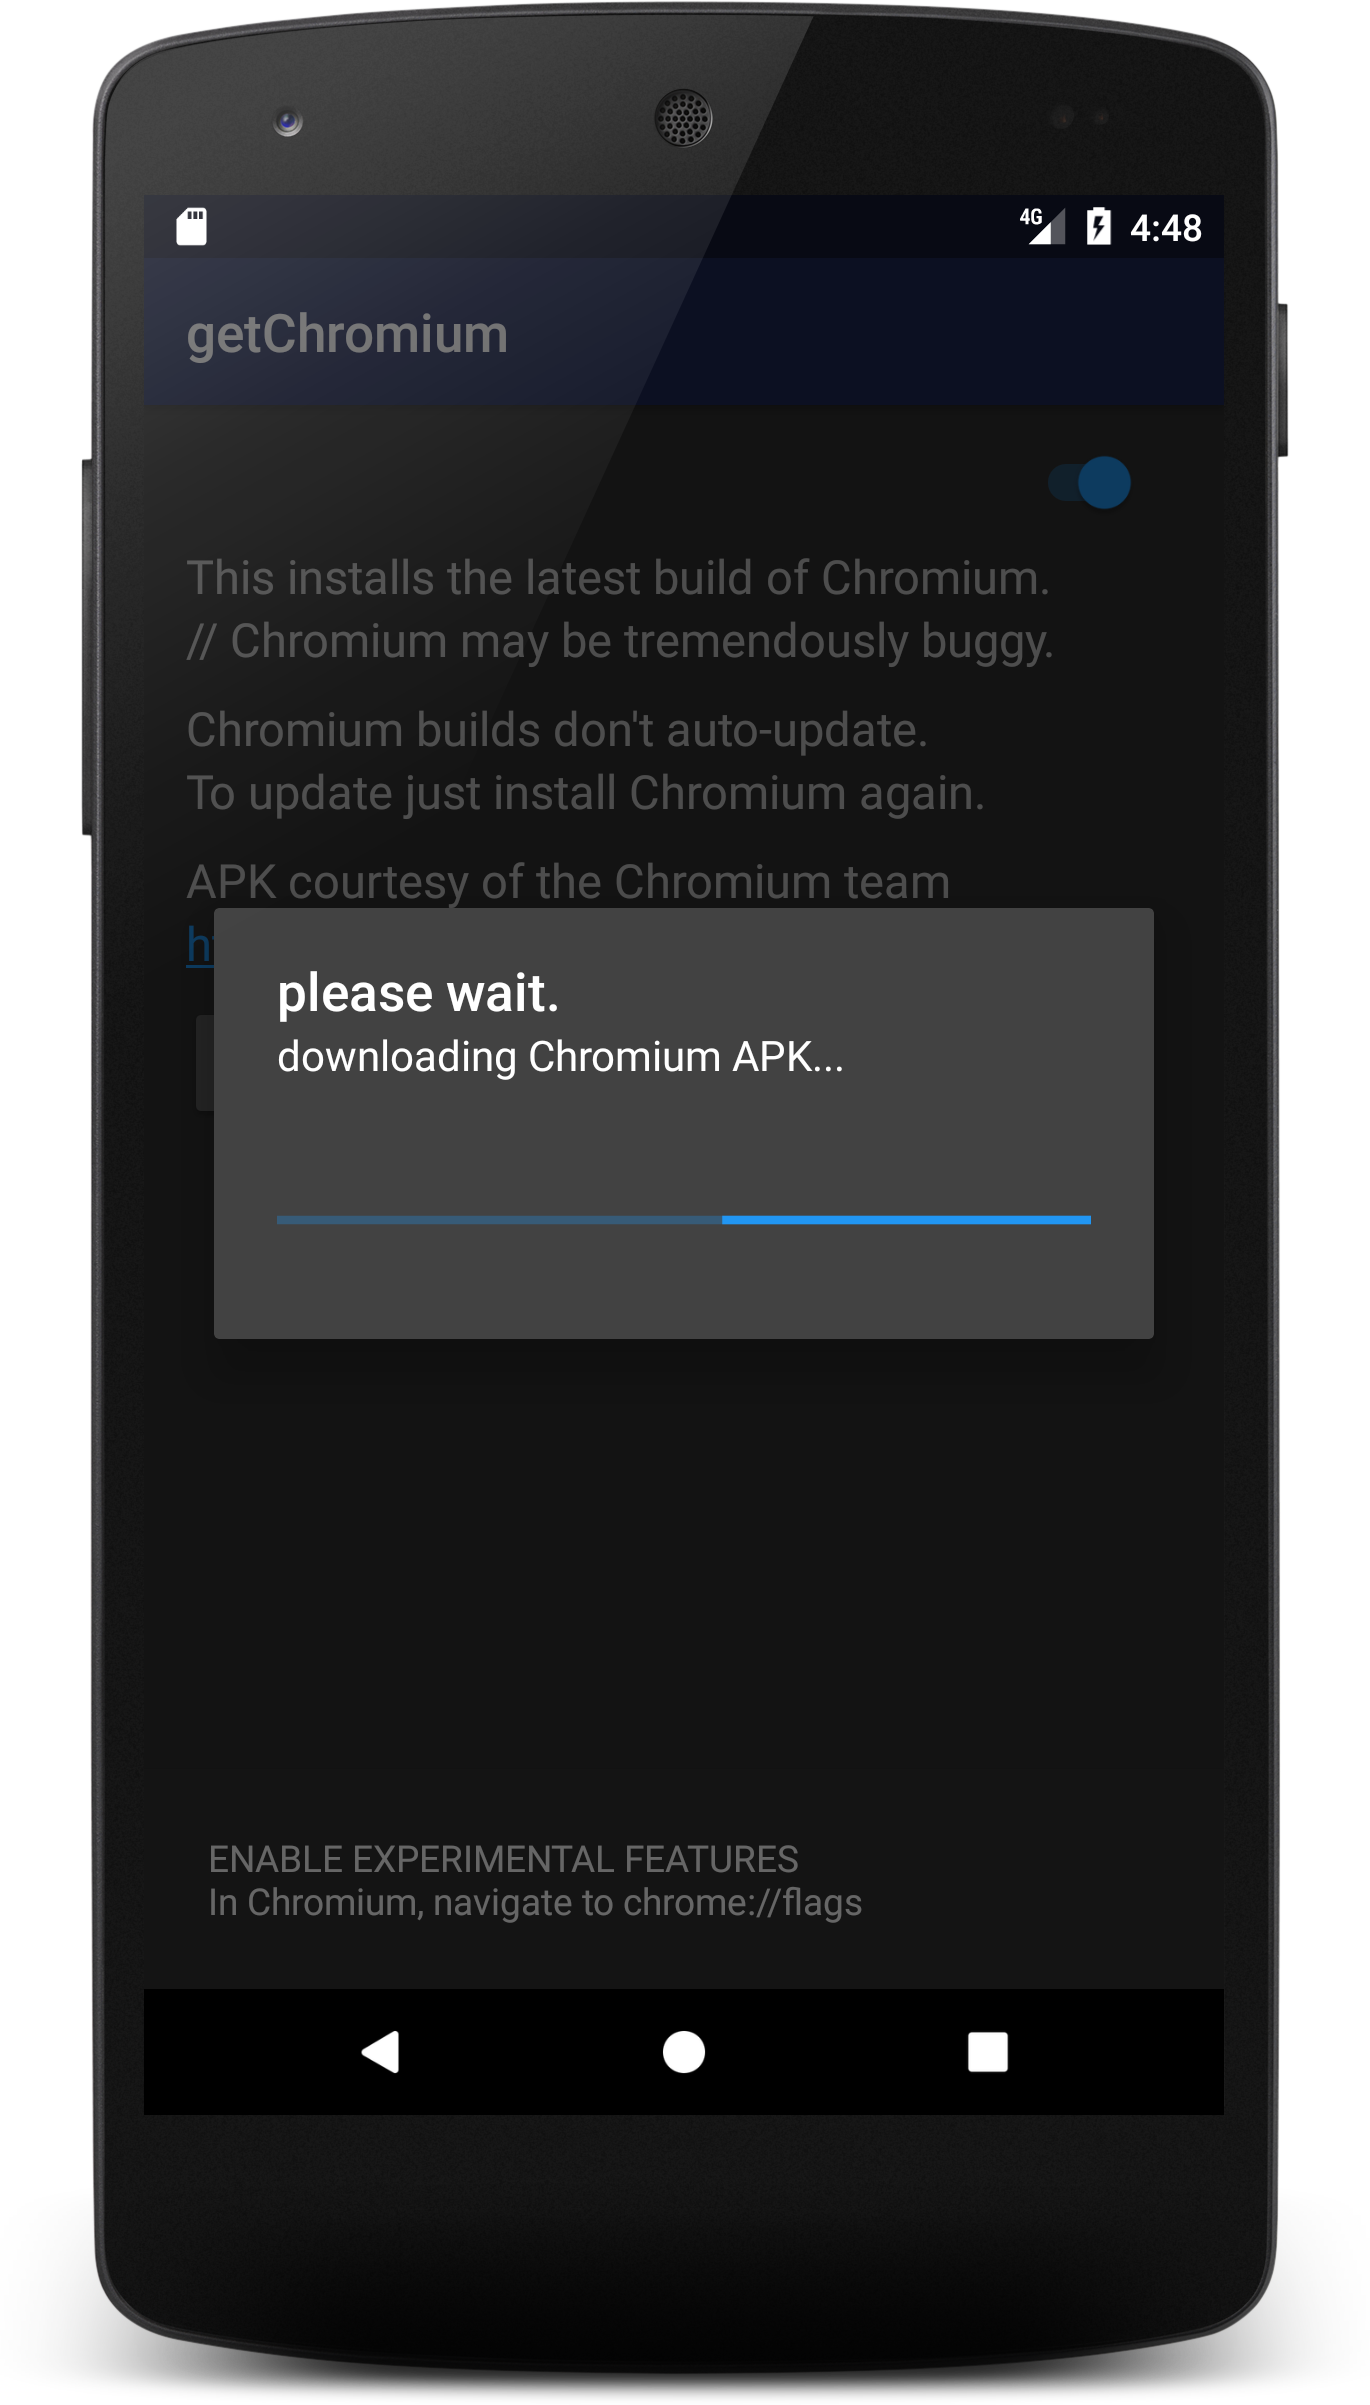 4G 4:48
getChromium
This installs the latest build of Chromium.
// Chromium may be tremendously buggy.
Chromium builds don't auto-update.
To update just install Chromium again.
APK courtesy of the Chromium team
please wait.
downloading Chromium APK...
ENABLE EXPERIMENTAL FEATURES
In Chromium, navigate to chrome://flags